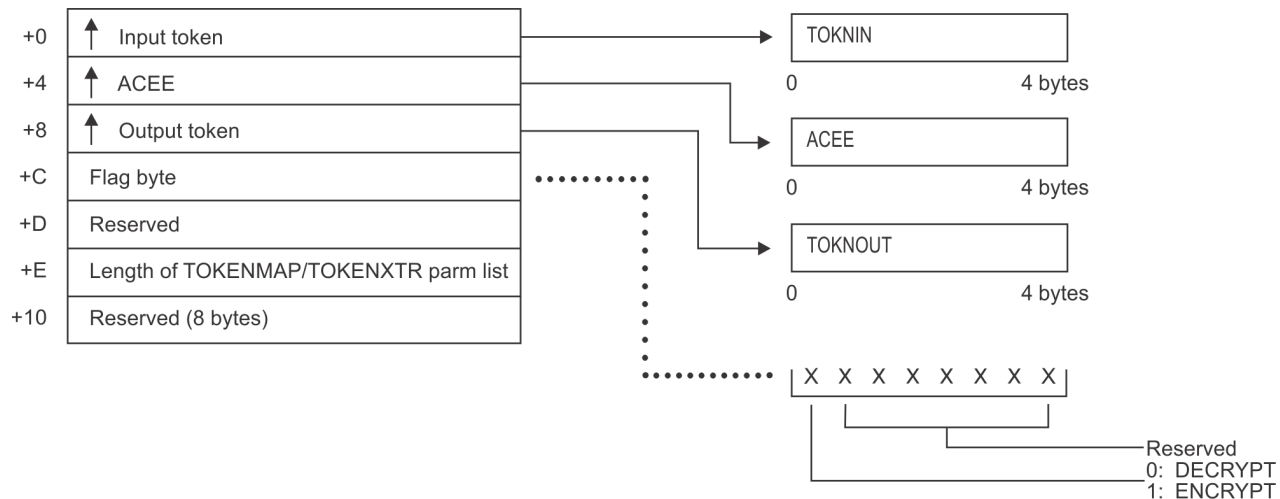 +0 Input token
+4 ACEE
+8 Output token
+C Flag byte
+D Reserved
+E Length of TOKENMAP/TOKENXTR parm list
+10 Reserved (8 bytes)
TOKNIN
0 4 bytes
ACEE
0 4 bytes
TOKNOUT
0 4 bytes
X X X X X X X X
Reserved
0: DECRYPT
1: ENCRYPT